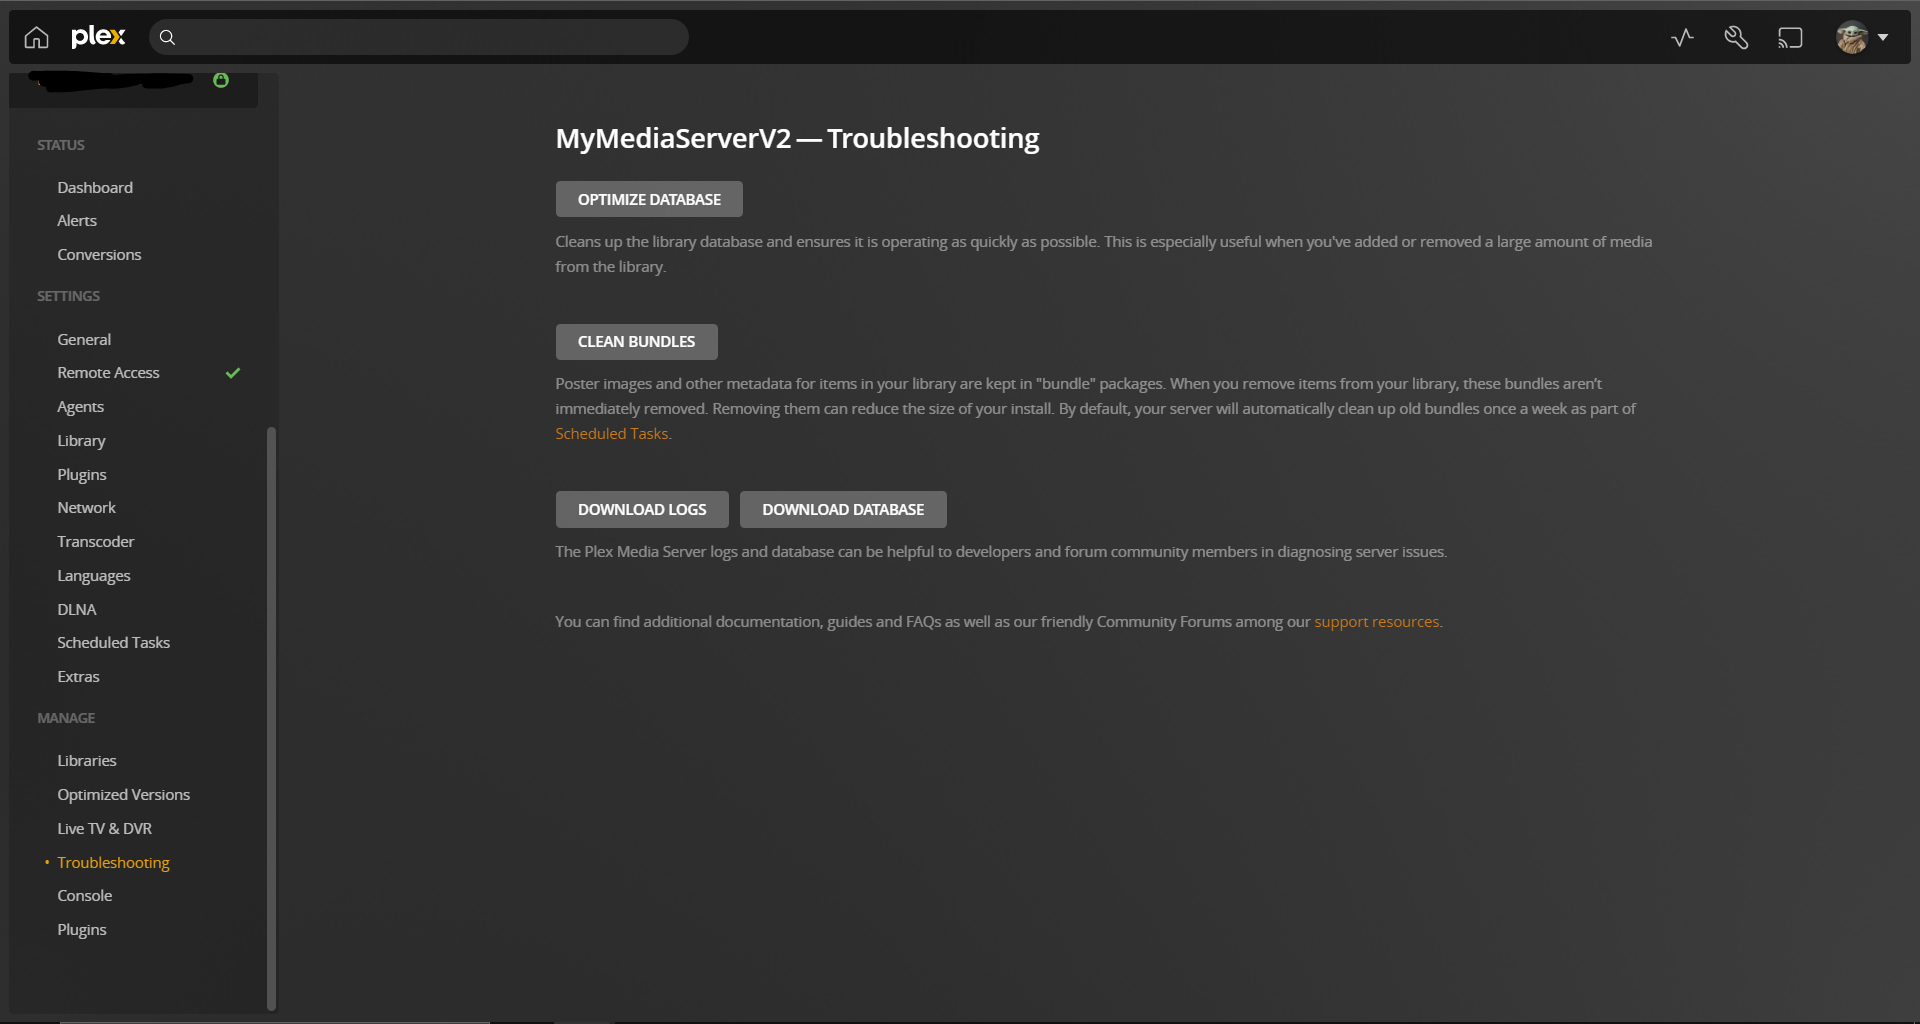 plex
STATUS
Dashboard
Alerts
Conversions
SETTINGS
General
Remote Access
Agents
Library
Plugins
Network
Transcoder
Languages
DLNA
Scheduled Tasks
Extras
MANAGE
Libraries
Optimized Versions
Live TV & DVR
• Troubleshooting
Console
Plugins
MyMediaServerV2 — Troubleshooting
OPTIMIZE DATABASE
Cleans up the library database and ensures it is operating as quickly as possible. This is especially useful when you've added or removed a large amount of media
from the library.
CLEAN BUNDLES
Poster images and other metadata for items in your library are kept in "bundle" packages. When you remove items from your library, these bundles aren’t
immediately removed. Removing them can reduce the size of your install. By default, your server will automatically clean up old bundles once a week as part of
Scheduled Tasks.
DOWNLOAD LOGS DOWNLOAD DATABASE
The Plex Media Server logs and database can be helpful to developers and forum community members in diagnosing server issues.
You can find additional documentation, guides and FAQs as well as our friendly Community Forums among our support resources.